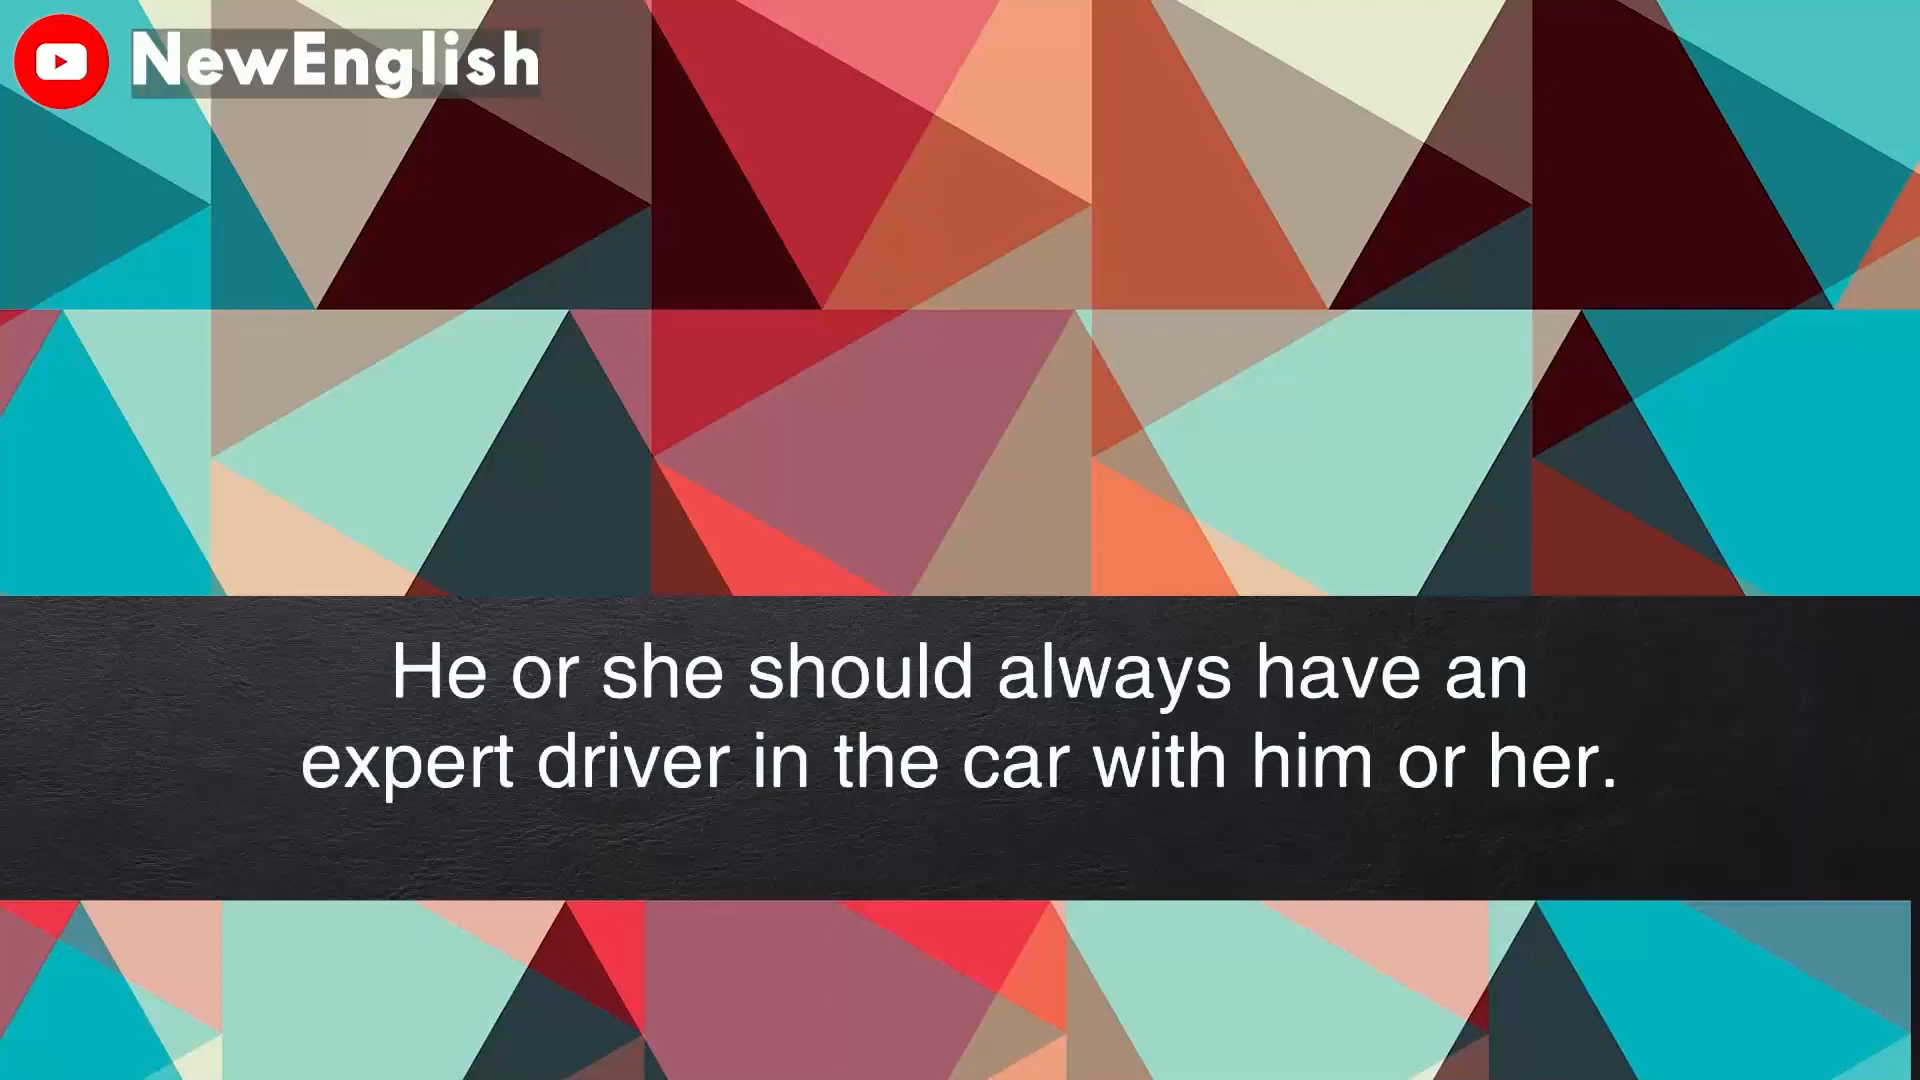 NewEnglish
He or she should always have an
expert driver in the car with him or her.